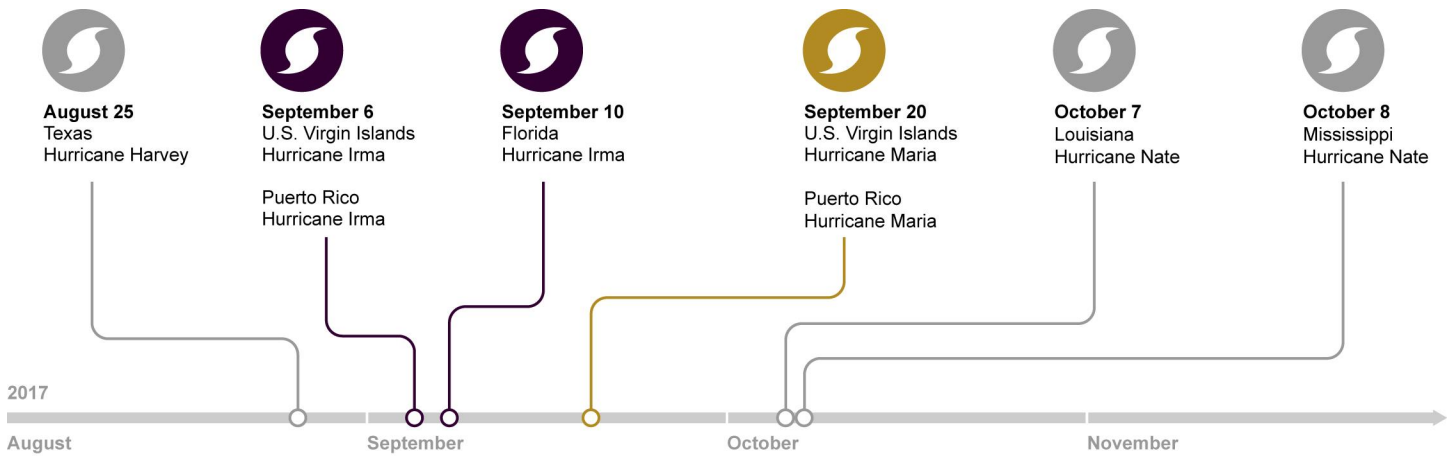 August 25
Texas
Hurricane Harvey
September 6
U.S. Virgin Islands
Hurricane Irma
Puerto Rico
Hurricane Irma
September 10
Florida
Hurricane Irma
September 20
U.S. Virgin Islands
Hurricane Maria
Puerto Rico
Hurricane Maria
October 7
Louisiana
Hurricane Nate
October 8
Mississippi
Hurricane Nate
2017
August
September
October
November